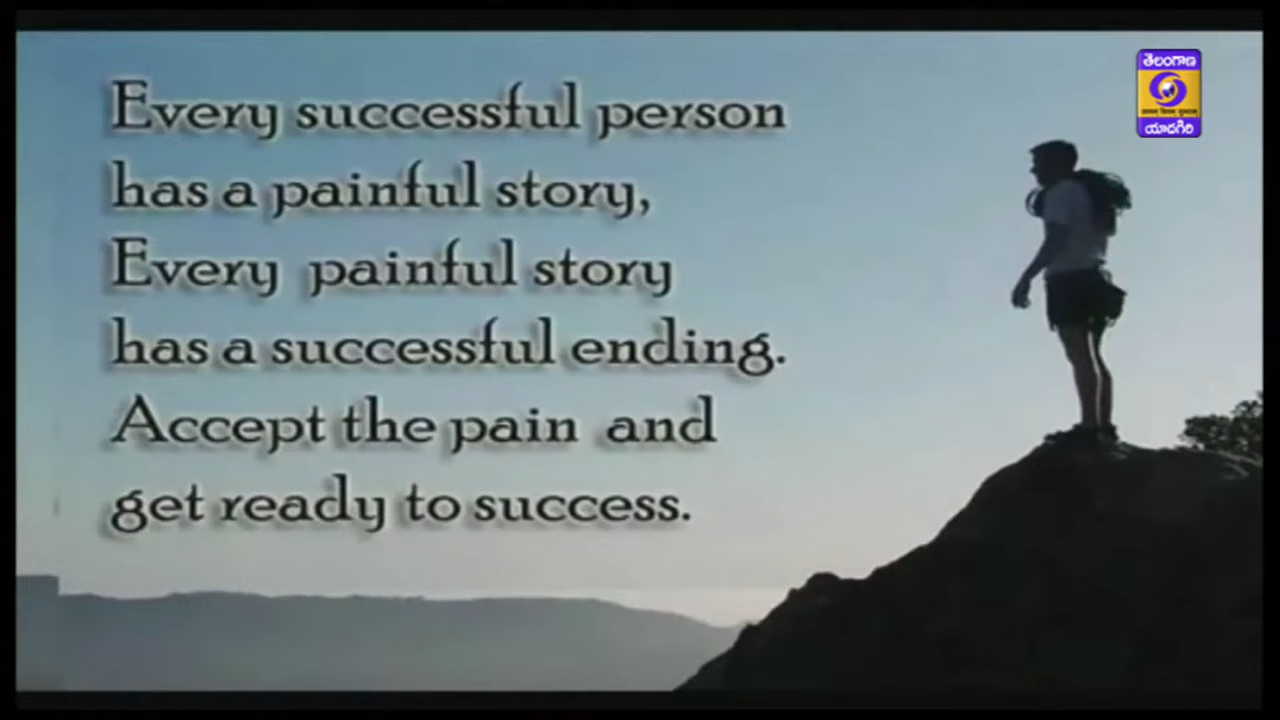 Every successful person
has a painful story,
Every painful story
has a successful ending.
Accept the pain and
get ready to success.
తెలంగాణ
యాదగిరి